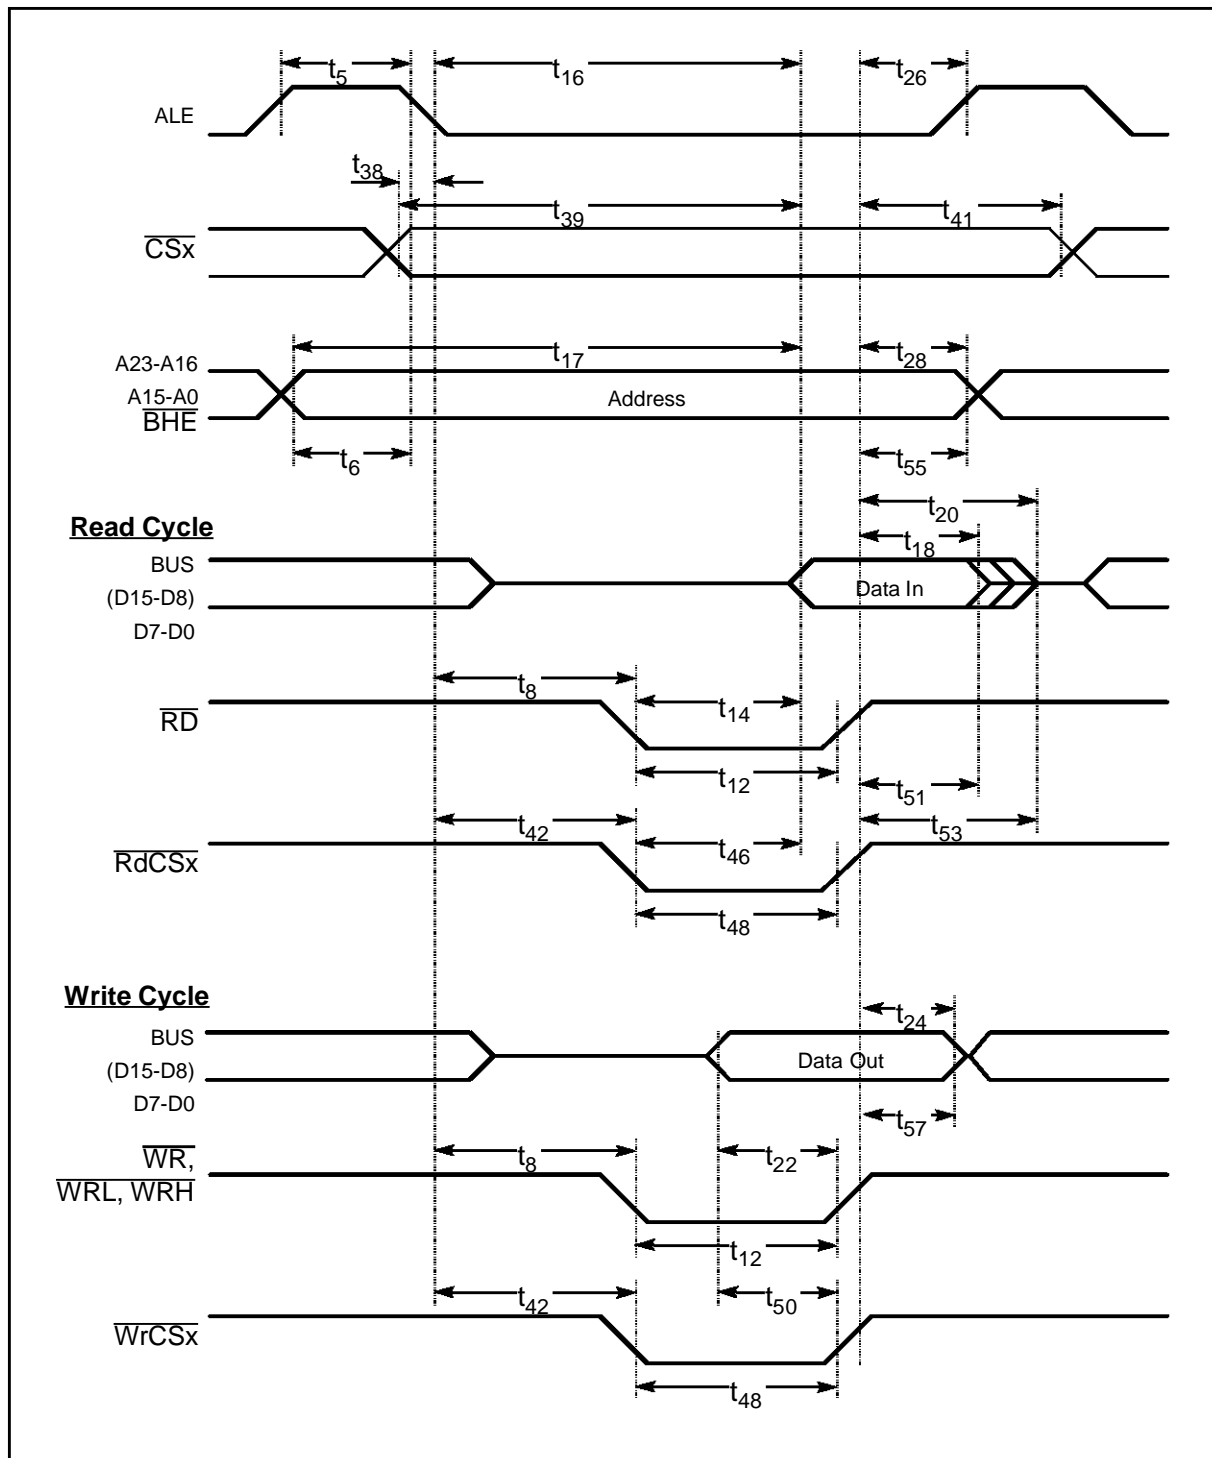 t5 t16 t26
ALE
t38
t39 t41
CSx
t17 t28
A23-A16
A15-A0 Address
BHE
t6 t55
t20
Read Cycle
t18
BUS
(D15-D8) Data In
D7-D0
t8
RD t14
t12 t51
t42 t53
RdCSx t46
t48
Write Cycle
t24
BUS
(D15-D8) Data Out
D7-D0
t57
WR, t8 t22
WRL, WRH
t12
t42 t50
WrCSx
t48